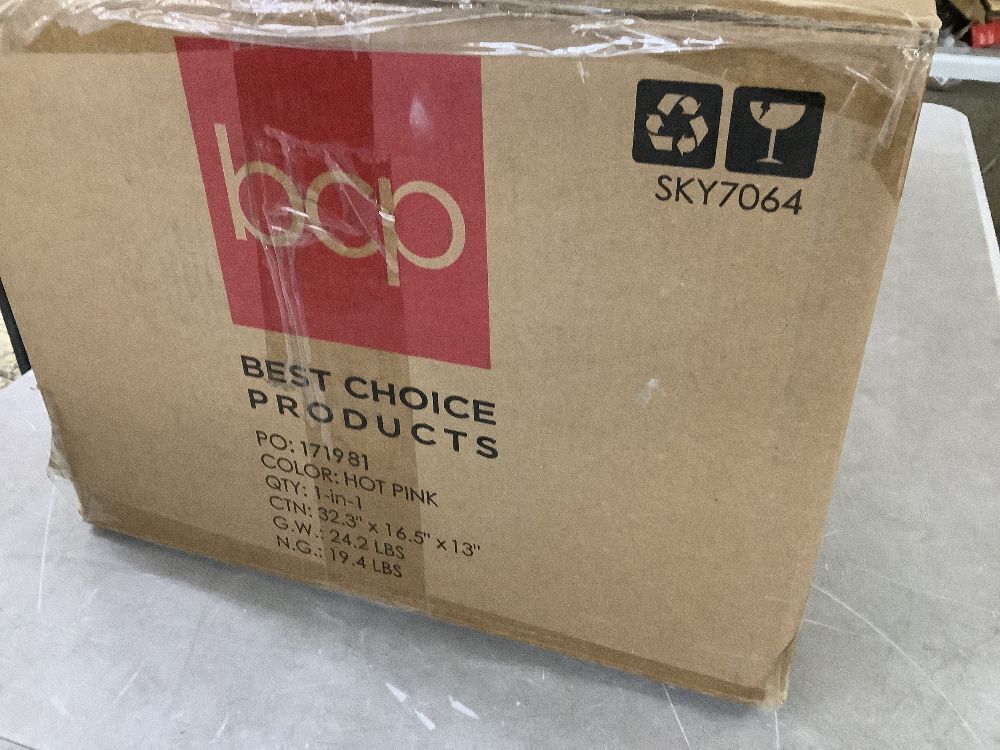 bcp
SKY7064
BEST CHOICE
PRODUCTS
PO: 171981
COLOR: HOT PINK
QTY: 1-in-1
CTN: 32.3" x 16.5" x 13"
G.W.: 24.2 LBS
N.G.: 19.4 LBS